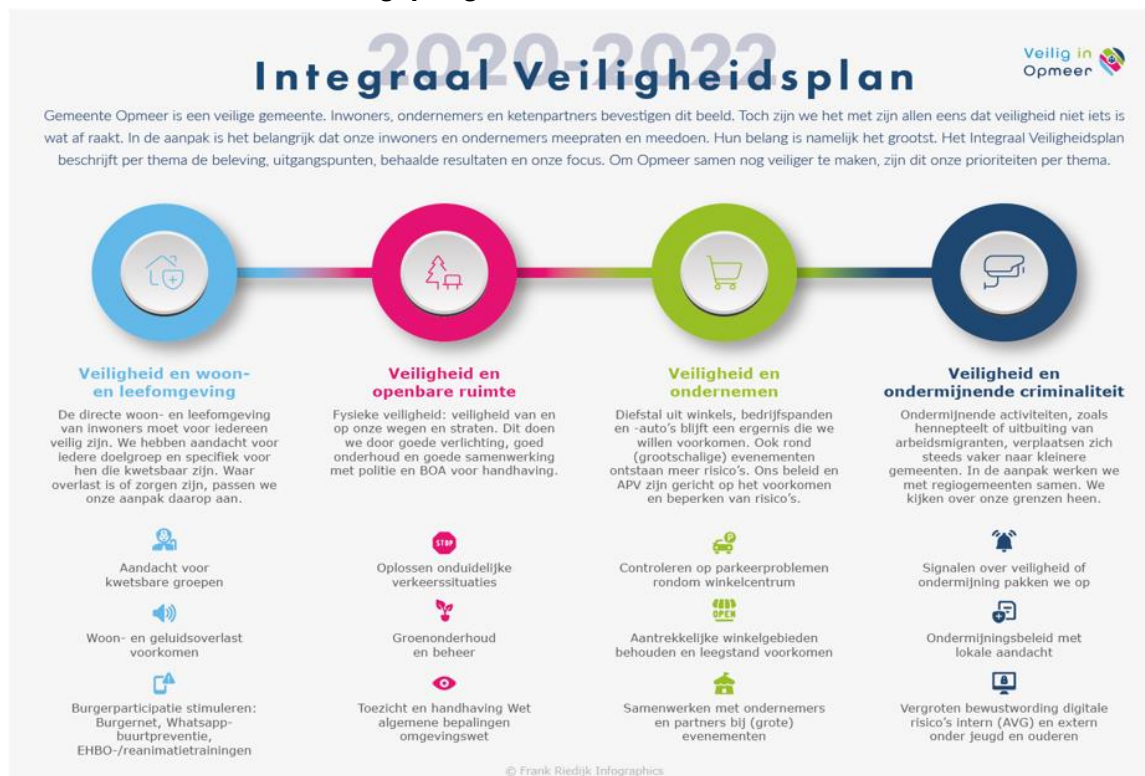 2020-2022
Integraal Veiligheidsplan
Veilig in
Opmeer
Gemeente Opmeer is een veilige gemeente. Inwoners, ondernemers en ketenpartners bevestigen dit beeld. Toch zijn we het met zijn allen eens dat veiligheid niet iets is
wat af raakt. In de aanpak is het belangrijk dat onze inwoners en ondernemers meepraten en meedoen. Hun belang is namelijk het grootst. Het Integraal Veiligheidsplan
beschrijft per thema de beleving, uitgangspunten, behaalde resultaten en onze focus. Om Opmeer samen nog veiliger te maken, zijn dit onze prioriteiten per thema.
Veiligheid en woon-
en leefomgeving
De directe woon- en leefomgeving
van inwoners moet voor iedereen
veilig zijn. We hebben aandacht voor
iedere doelgroep en specifiek voor
hen die kwetsbaar zijn. Waar
overlast is of zorgen zijn, passen we
onze aanpak daarop aan.
Aandacht voor
kwetsbare groepen
Woon- en geluidsoverlast
voorkomen
Burgerparticipatie stimuleren:
Burgernet, Whatsapp-
buurtpreventie,
EHBO-/reanimatietrainingen
Veiligheid en
openbare ruimte
Fysieke veiligheid: veiligheid van en
op onze wegen en straten. Dit doen
we door goede verlichting, goed
onderhoud en goede samenwerking
met politie en BOA voor handhaving.
STOP
Oplossen onduidelijke
verkeerssituaties
Groenonderhoud
en beheer
Toezicht en handhaving Wet
algemene bepalingen
omgevingswet
Veiligheid en
ondernemen
Diefstal uit winkels, bedrijfspanden
en -auto's blijft een ergernis die we
willen voorkomen. Ook rond
(grootschalige) evenementen
ontstaan meer risico's. Ons beleid en
APV zijn gericht op het voorkomen
en beperken van risico's.
P
Controleren op parkeerproblemen
rondom winkelcentrum
OPEN
Aantrekkelijke winkelgebieden
behouden en leegstand voorkomen
Samenwerken met ondernemers
en partners bij (grote)
evenementen
Veiligheid en
ondermijnende criminaliteit
Ondermijnende activiteiten, zoals
hennepteelt of uitbuiting van
arbeidsmigranten, verplaatsen zich
steeds vaker naar kleinere
gemeenten. In de aanpak werken we
met regiogemeenten samen. We
kijken over onze grenzen heen.
Signalen over veiligheid of
ondermijning pakken we op
Ondermijningsbeleid met
lokale aandacht
Vergroten bewustwording digitale
risico's intern (AVG) en extern
onder jeugd en ouderen
© Frank Riedijk Infographics